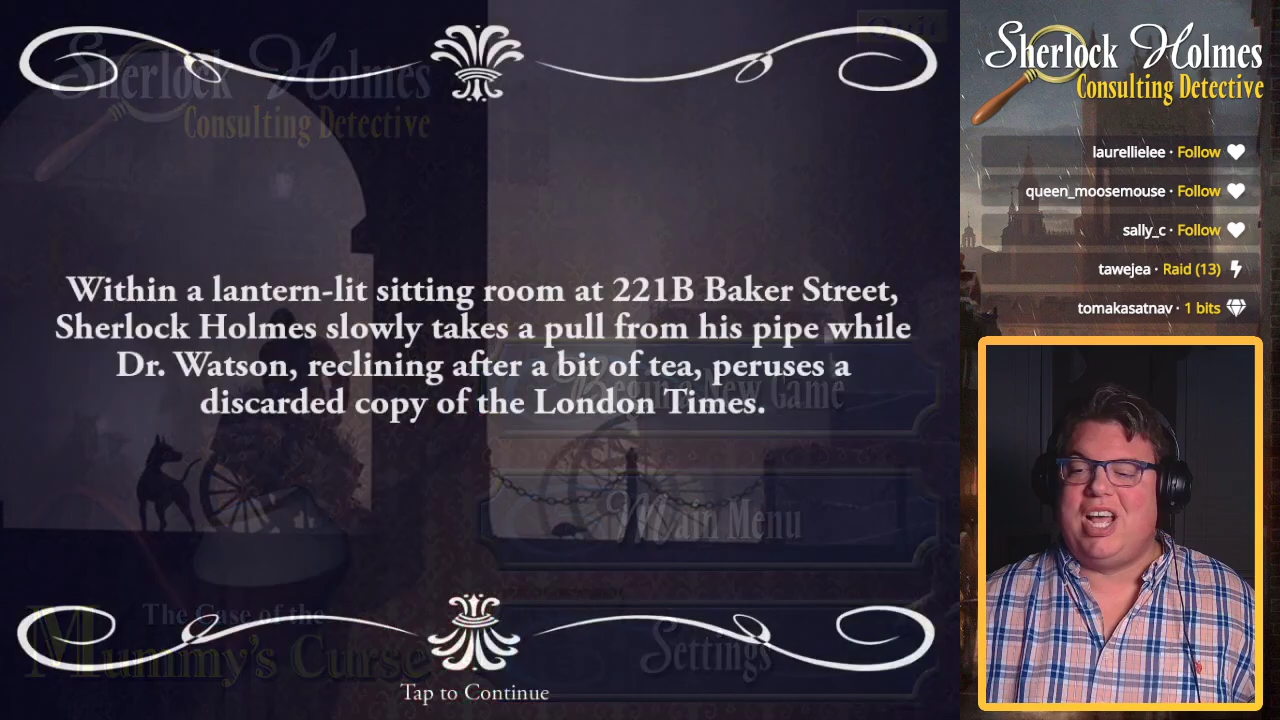 Sherlock Holmes
Consulting Detective
Quit
Within a lantern-lit sitting room at 221B Baker Street,
Sherlock Holmes slowly takes a pull from his pipe while
Dr. Watson, reclining after a bit of tea, peruses a
discarded copy of the London Times.
Begin a New Game
Main Menu
The Case of the
Mummy's Curse
Settings
Tap to Continue
Sherlock Holmes
Consulting Detective
laurellielee · Follow
queen_moosemouse · Follow
sally_c · Follow
tawejea · Raid (13)
tomakasatnav · 1 bits